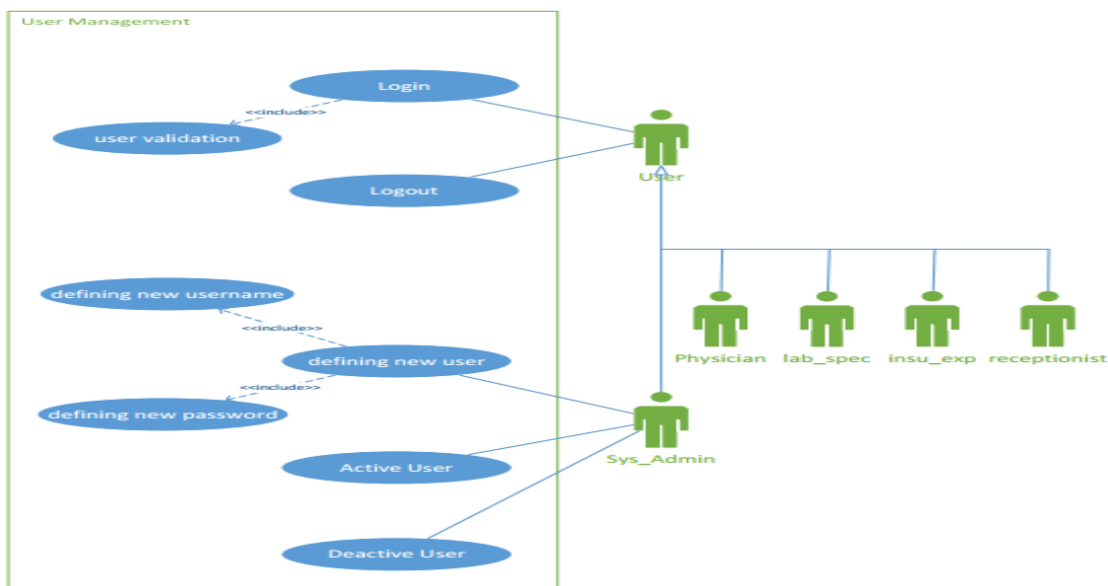 User Management
Login
<<include>>
user validation
Logout
User
defining new username
<<include>>
defining new user
<<include>>
defining new password
Physician
lab_spec
insu_exp
receptionist
Sys_Admin
Active User
Deactive User